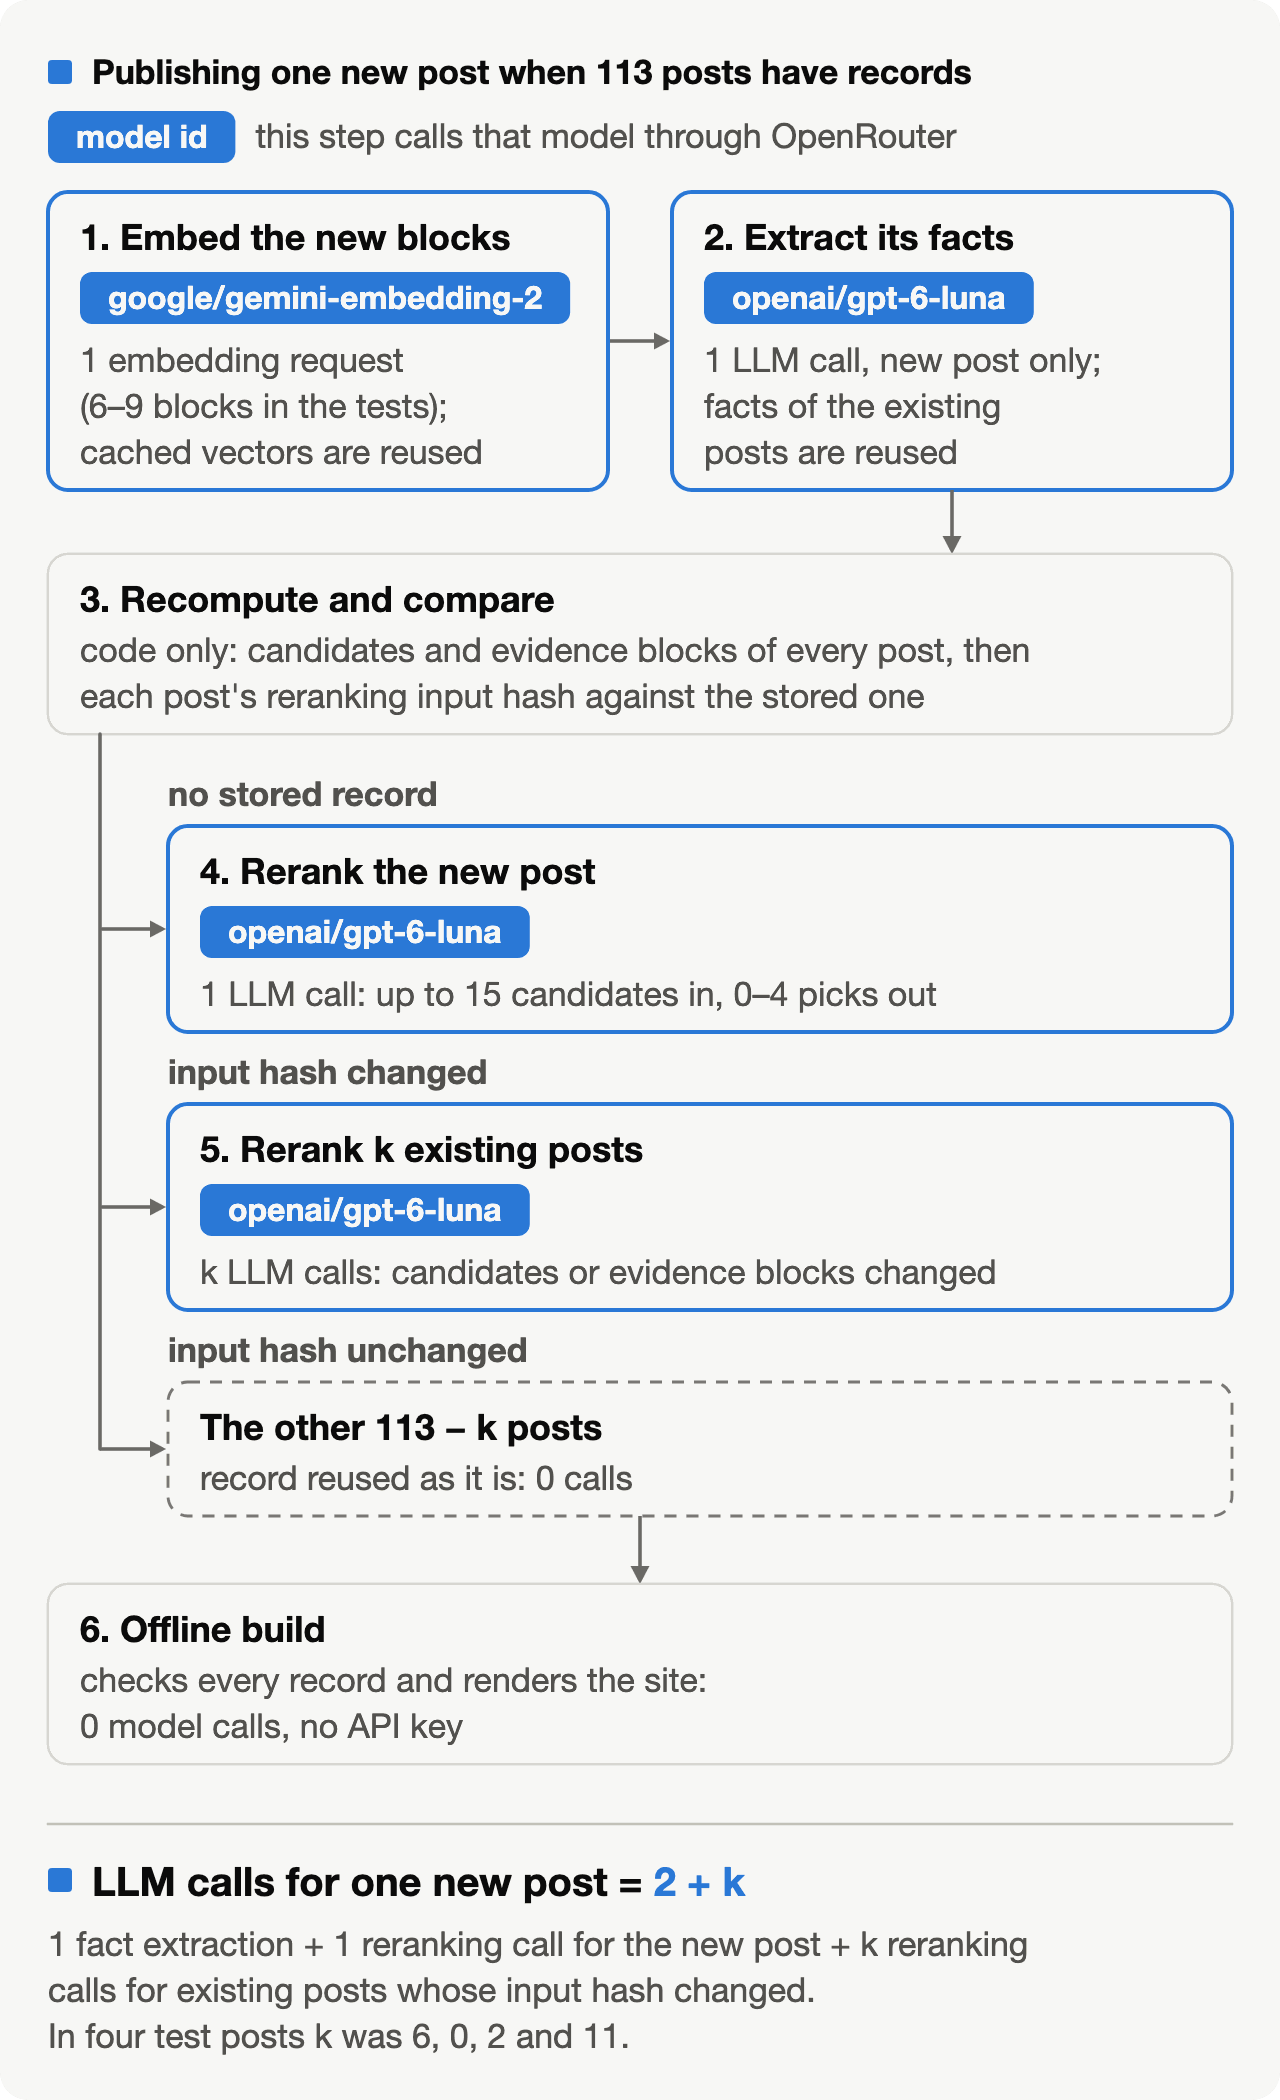 Publishing one new post when 113 posts have records
model id this step calls that model through OpenRouter
1. Embed the new blocks
google/gemini-embedding-2
1 embedding request
(6–9 blocks in the tests);
cached vectors are reused
2. Extract its facts
openai/gpt-6-luna
1 LLM call, new post only;
facts of the existing
posts are reused
3. Recompute and compare
code only: candidates and evidence blocks of every post, then
each post's reranking input hash against the stored one
no stored record
4. Rerank the new post
openai/gpt-6-luna
1 LLM call: up to 15 candidates in, 0–4 picks out
input hash changed
5. Rerank k existing posts
openai/gpt-6-luna
k LLM calls: candidates or evidence blocks changed
input hash unchanged
The other 113 – k posts
record reused as it is: 0 calls
6. Offline build
checks every record and renders the site:
0 model calls, no API key
LLM calls for one new post = 2 + k
1 fact extraction + 1 reranking call for the new post + k reranking
calls for existing posts whose input hash changed.
In four test posts k was 6, 0, 2 and 11.